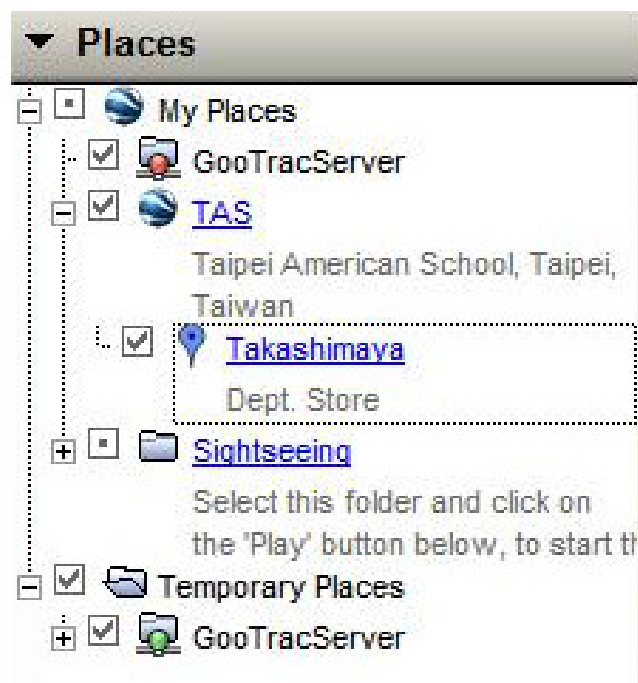 Places
My Places
GooTracServer
TAS
Taipei American School, Taipei,
Taiwan
Takashimaya
Dept. Store
Sightseeing
Select this folder and click on
the 'Play' button below, to start th
Temporary Places
GooTracServer